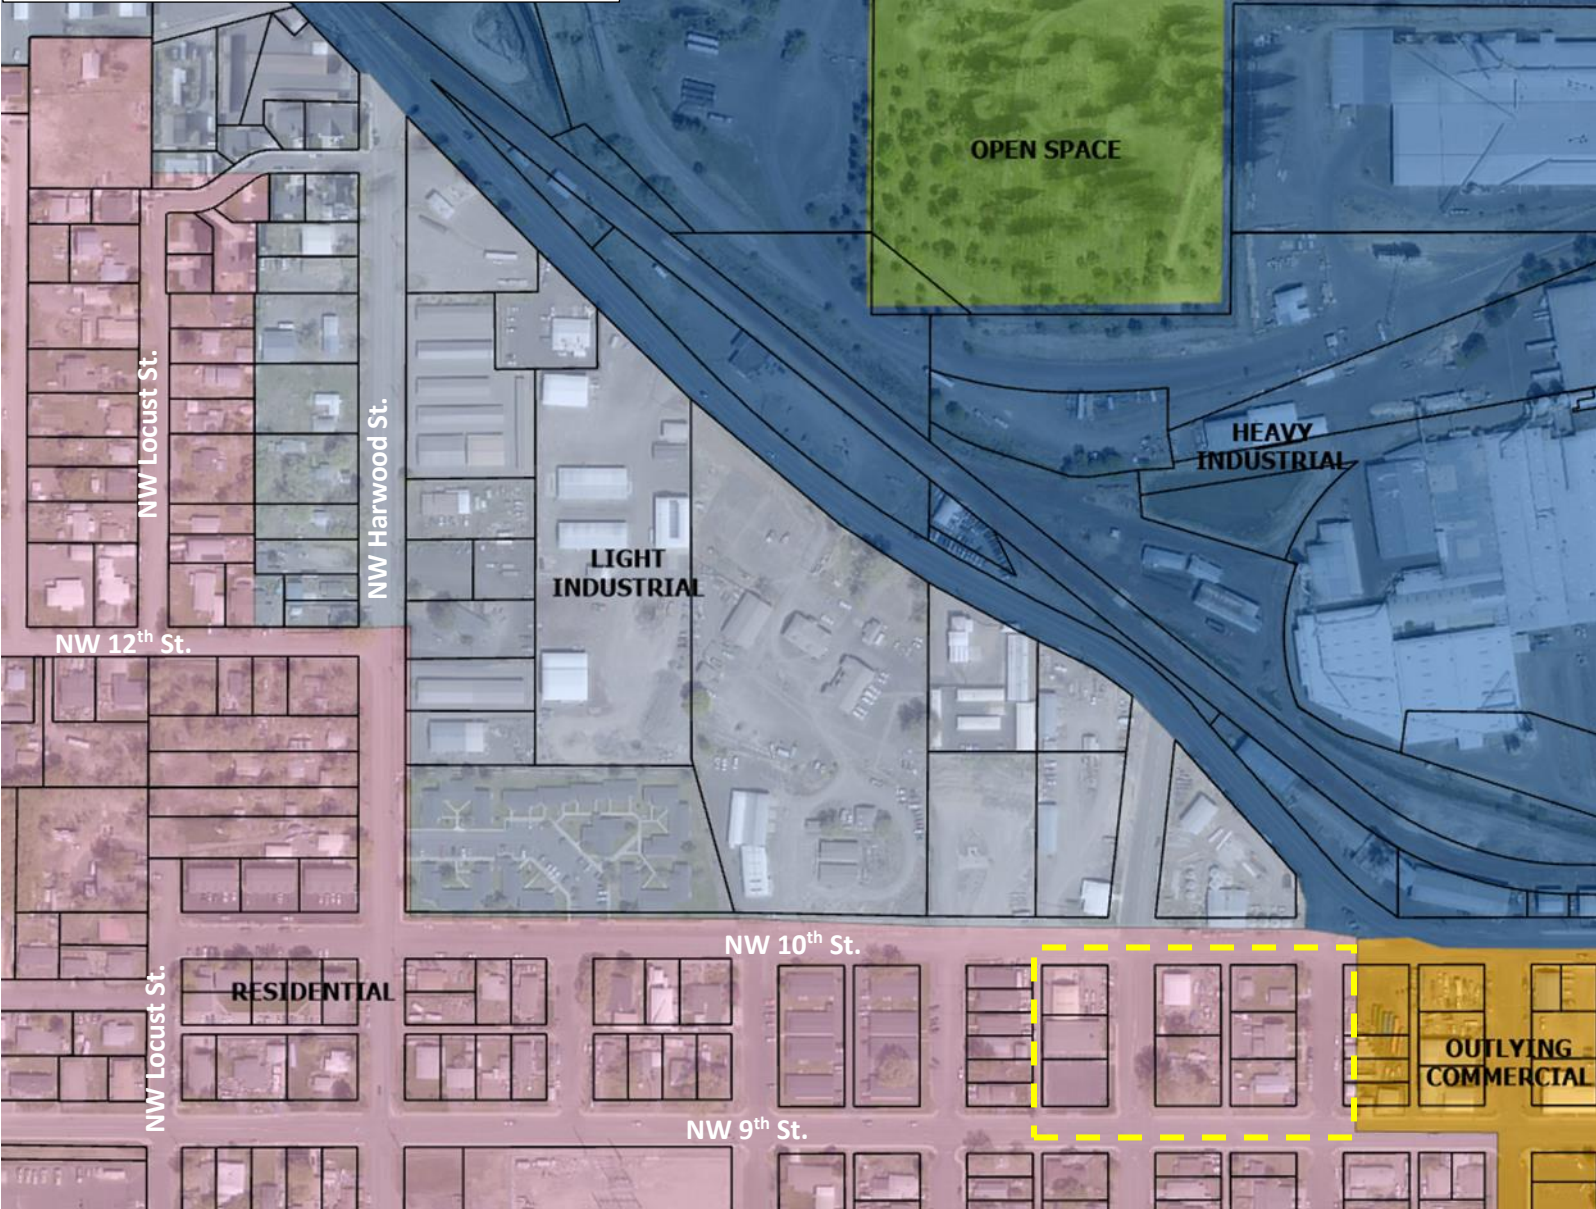 OPEN SPACE
NW Locust St.
NW Harwood St.
HEAVY
INDUSTRIAL
LIGHT
INDUSTRIAL
NW 12th St.
NW 10th St.
RESIDENTIAL
NW Locust St.
OUTLYING
COMMERCIAL
NW 9th St.